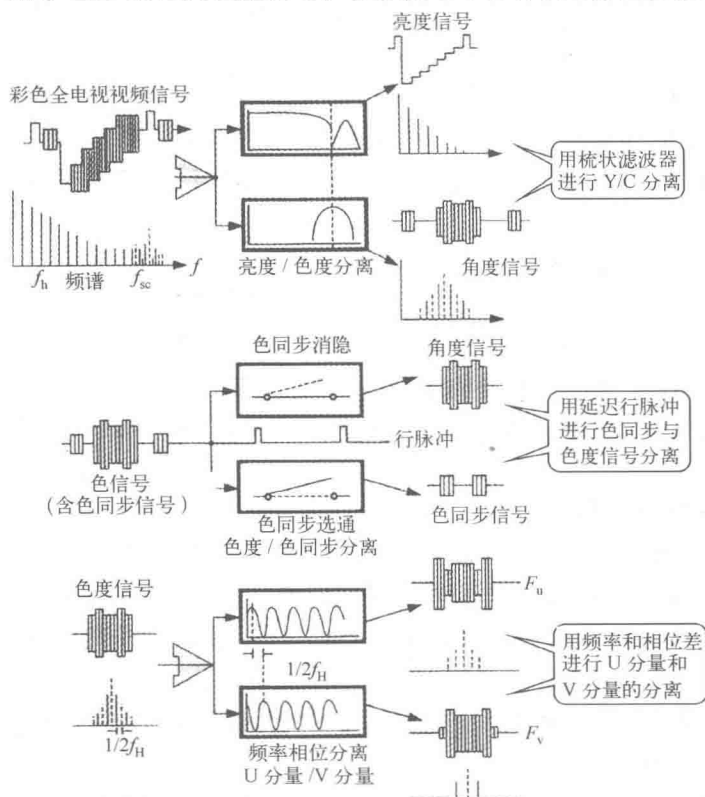 亮度信号
彩色全电视视频信号
用梳状滤波器
进行 Y/C 分离
f
fh 频谱 fsc
亮度 / 色度分离
角度信号
色同步消隐
角度信号
行脉冲
用延迟行脉冲
进行色同步与
色度信号分离
色信号
(含色同步信号)
色同步选通
色度 / 色同步分离
色同步信号
色度信号
Fu
1/2fH
用频率和相位差
进行 U 分量和
V 分量的分离
1/2fH
频率相位分离
U 分量 /V 分量
Fv